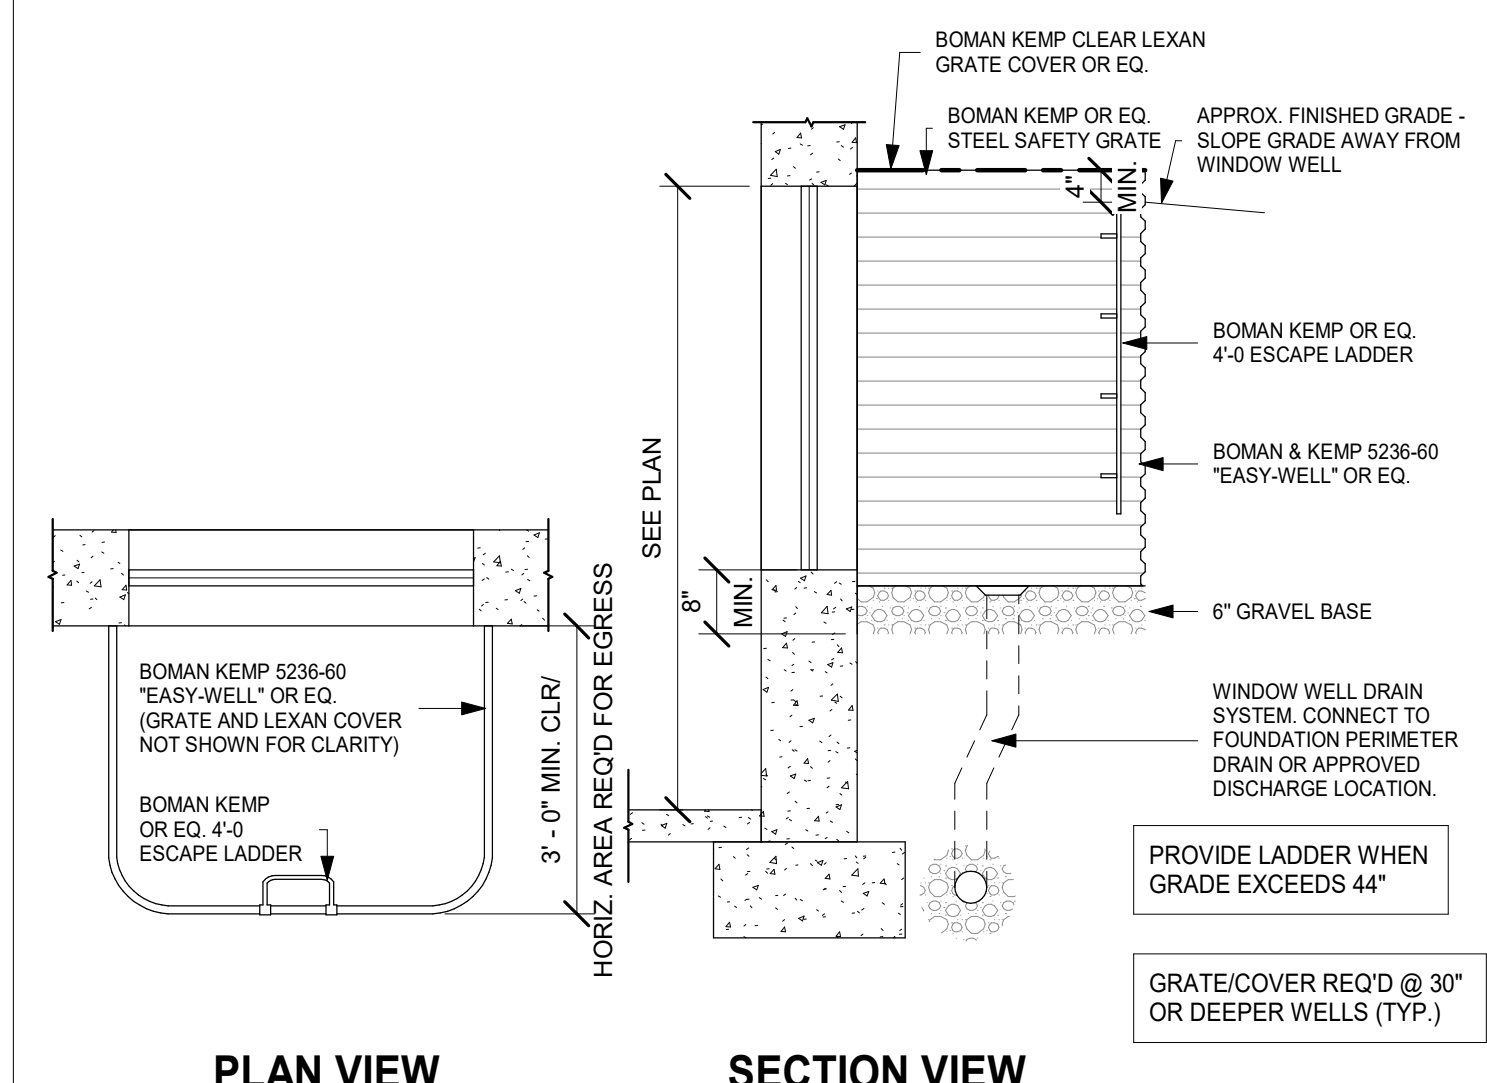 BOMAN KEMP CLEAR LEXAN
GRATE COVER OR EQ.
BOMAN KEMP OR EQ.
STEEL SAFETY GRATE
APPROX. FINISHED GRADE -
SLOPE GRADE AWAY FROM
WINDOW WELL
4"
MIN.
BOMAN KEMP OR EQ.
4'-0 ESCAPE LADDER
BOMAN & KEMP 5236-60
"EASY-WELL" OR EQ.
SEE PLAN
8"
MIN.
6" GRAVEL BASE
WINDOW WELL DRAIN
SYSTEM. CONNECT TO
FOUNDATION PERIMETER
DRAIN OR APPROVED
DISCHARGE LOCATION.
BOMAN KEMP 5236-60
"EASY-WELL" OR EQ.
(GRATE AND LEXAN COVER
NOT SHOWN FOR CLARITY)
BOMAN KEMP
OR EQ. 4'-0
ESCAPE LADDER
3' - 0" MIN. CLR/
HORIZ. AREA REQ'D FOR EGRESS
PROVIDE LADDER WHEN
GRADE EXCEEDS 44"
GRATE/COVER REQ'D @ 30"
OR DEEPER WELLS (TYP.)
PLAN VIEW
SECTION VIEW